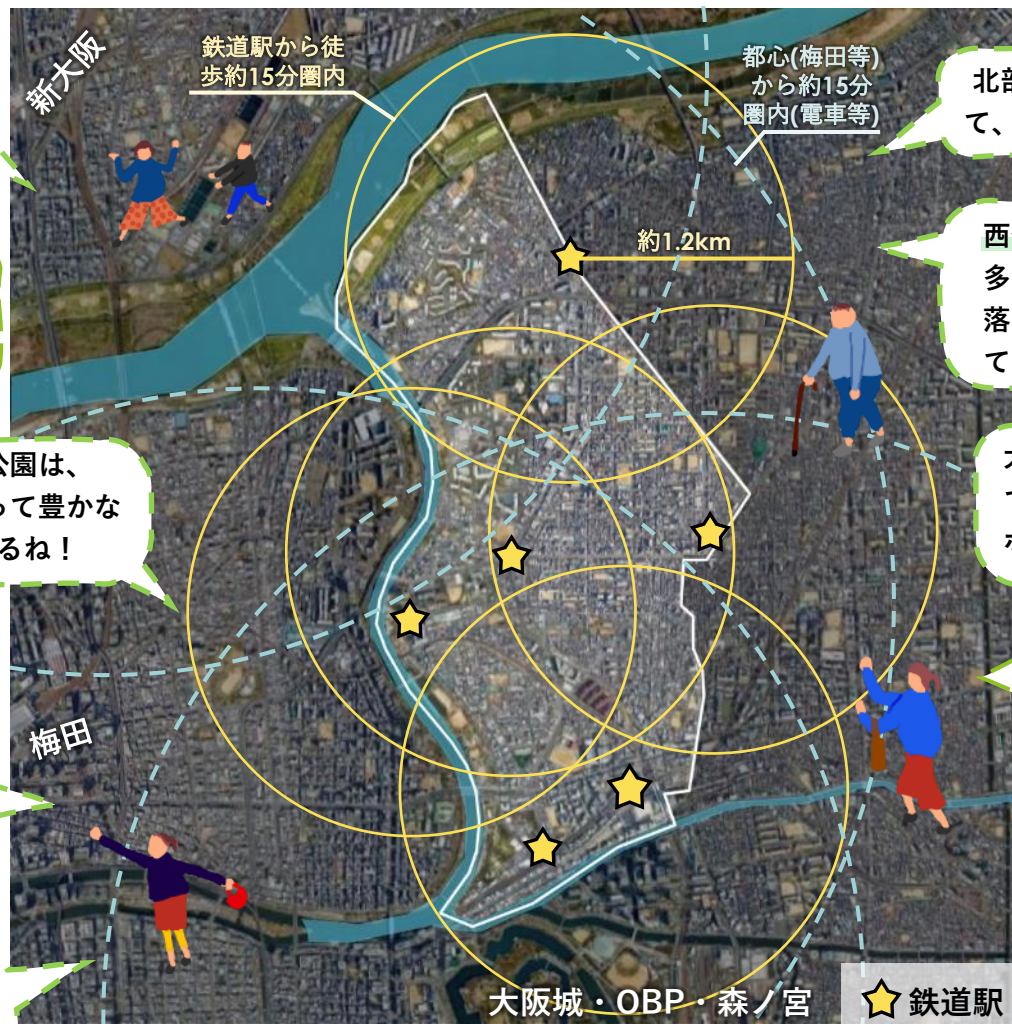 新大阪
鉄道駅から徒
歩約15分圏内
都心(梅田等)
から約15分
圏内(電車等)
北部
て、
約1.2km
西
多
落
て
公園は、
って豊かな
るね！
梅田
大阪城・OBP・森ノ宮
鉄道駅